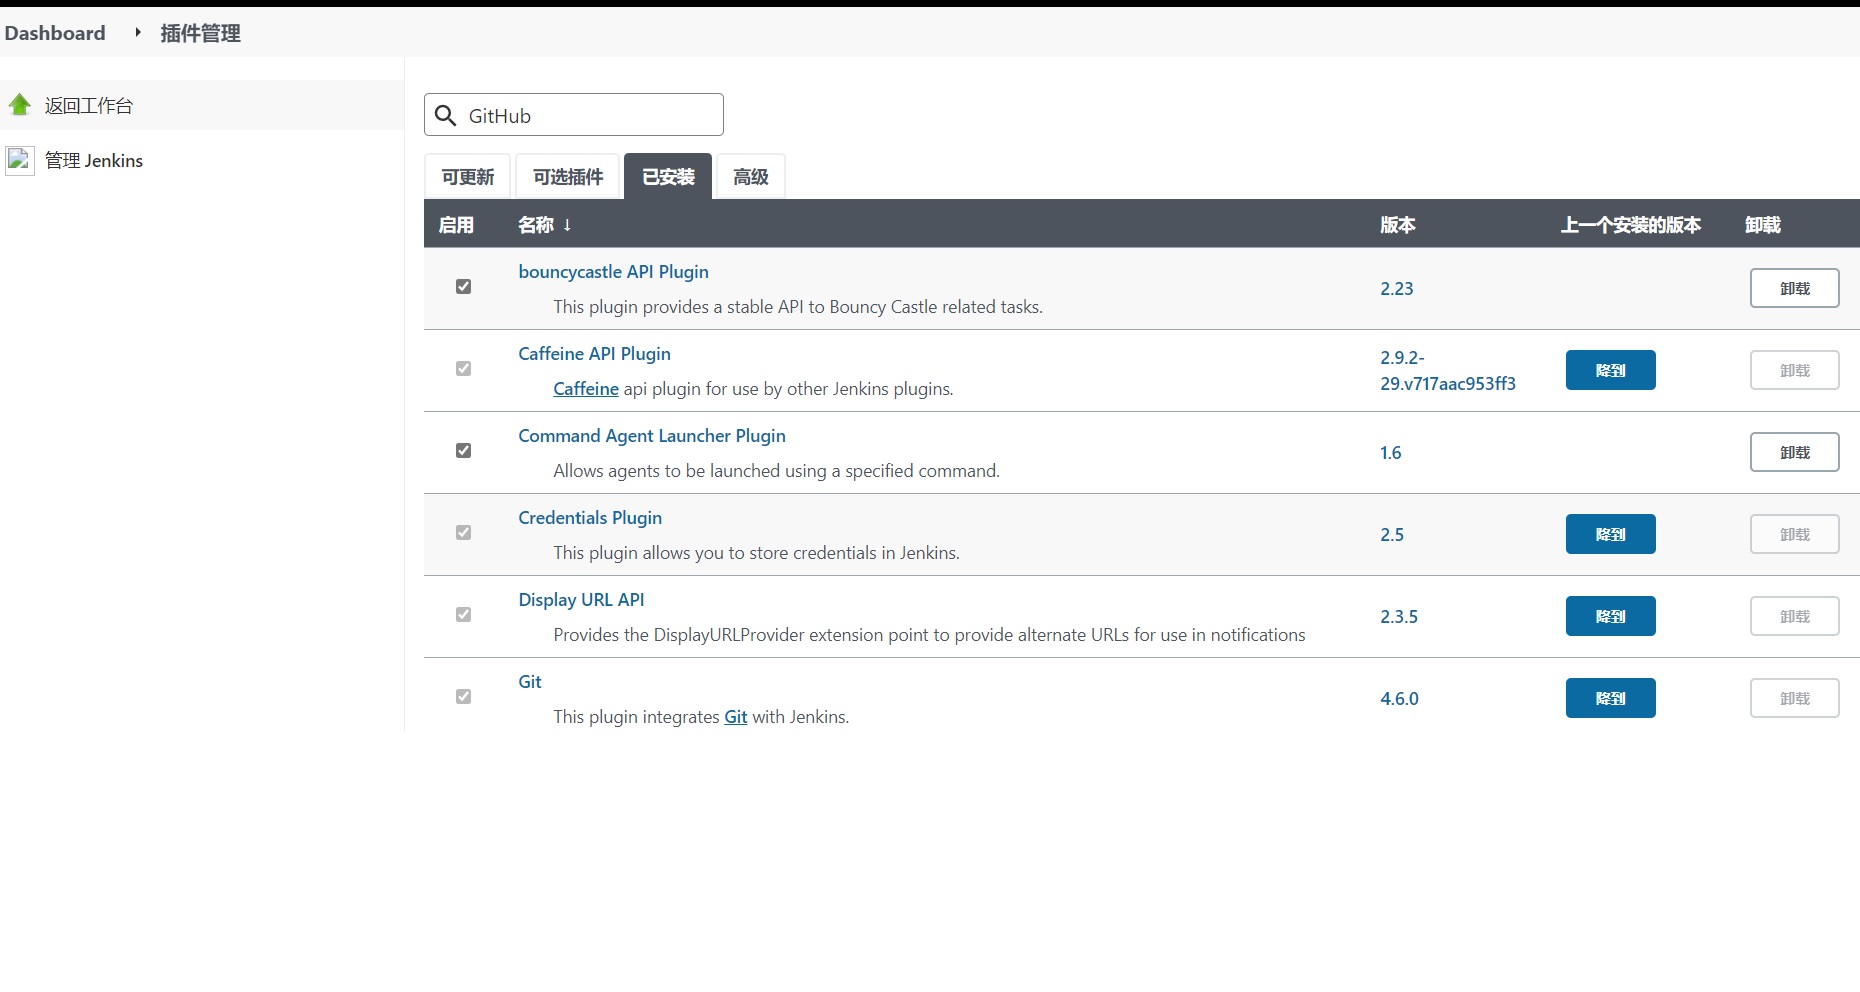 Dashboard 插件管理
返回工作台
管理 Jenkins
GitHub
可更新 可选插件 已安装 高级
启用 名称 ↓ 版本 上一个安装的版本 卸载
bouncycastle API Plugin
This plugin provides a stable API to Bouncy Castle related tasks.
2.23
卸载
Caffeine API Plugin
Caffeine api plugin for use by other Jenkins plugins.
2.9.2-
29.v717aac953ff3
降到
卸载
Command Agent Launcher Plugin
Allows agents to be launched using a specified command.
1.6
卸载
Credentials Plugin
This plugin allows you to store credentials in Jenkins.
2.5
降到
卸载
Display URL API
Provides the DisplayURLProvider extension point to provide alternate URLs for use in notifications
2.3.5
降到
卸载
Git
This plugin integrates Git with Jenkins.
4.6.0
降到
卸载